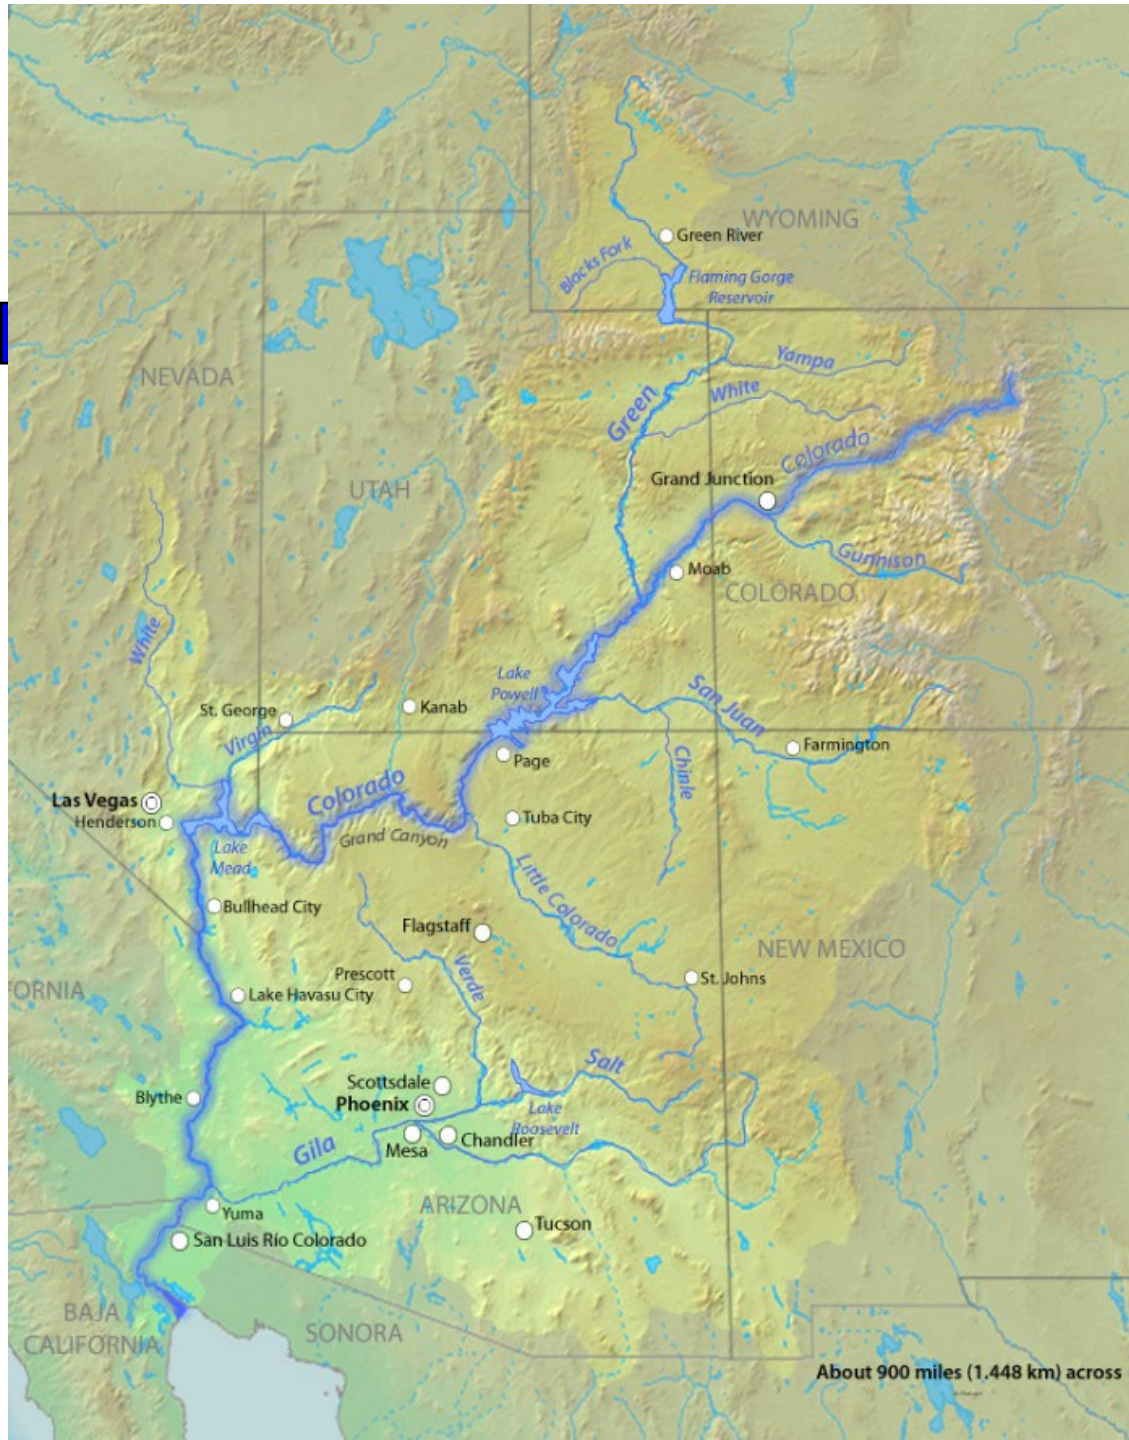 WYOMING
Green River
Blacks Fork
Flaming Gorge
Reservoir
Yampa
NEVADA
White
Green
Colorado
Grand Junction
UTAH
Gunnison
Moab
COLORADO
White
Lake
Powell
San Juan
St. George
Kanab
Virgin
Farmington
Page
Chinle
Colorado
Las Vegas
Henderson
Tuba City
Grand Canyon
Lake
Mead
Little Colorado
Bullhead City
Flagstaff
NEW MEXICO
Verde
Prescott
St. Johns
FORNIA
Lake Havasu City
Salt
Scottsdale
Blythe
Phoenix
Lake
Roosevelt
Gila
Mesa
Chandler
ARIZONA
Yuma
Tucson
San Luis Río Colorado
BAJA
CALIFORNIA
SONORA
About 900 miles (1.448 km) across